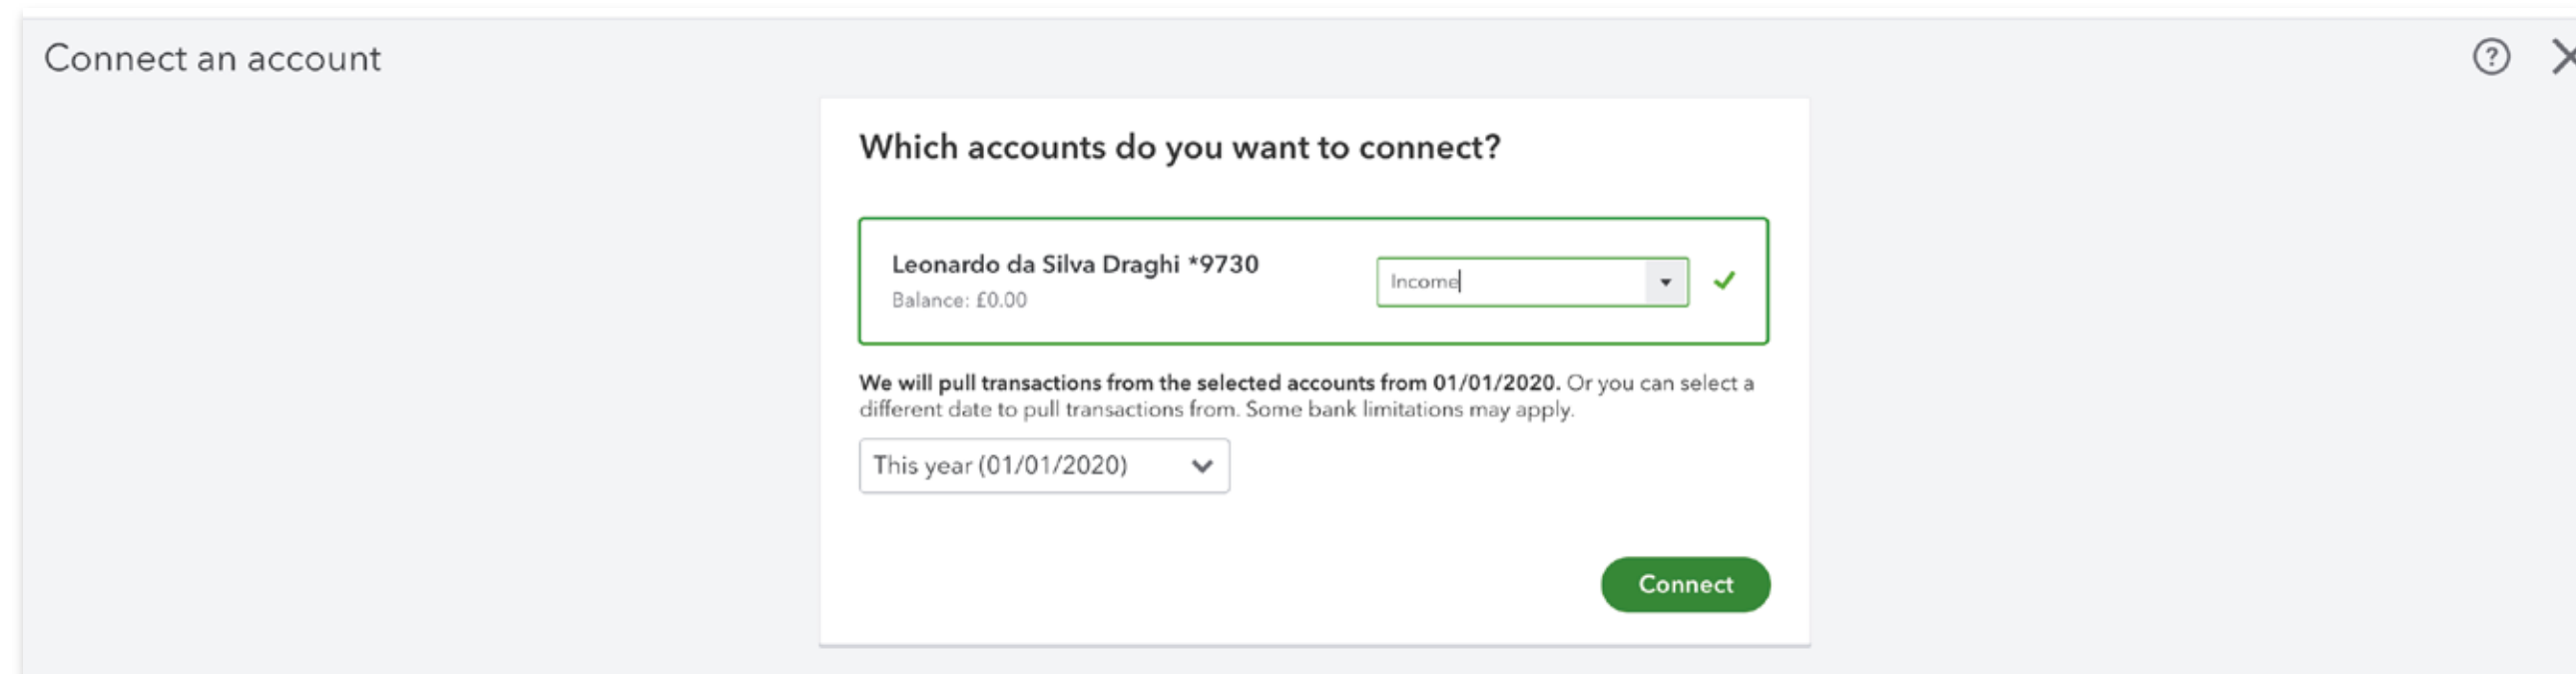 Connect an account
?
Which accounts do you want to connect?
Leonardo da Silva Draghi *9730
Income
Balance: £0.00
We will pull transactions from the selected accounts from 01/01/2020. Or you can select a
different date to pull transactions from. Some bank limitations may apply.
This year (01/01/2020)
Connect